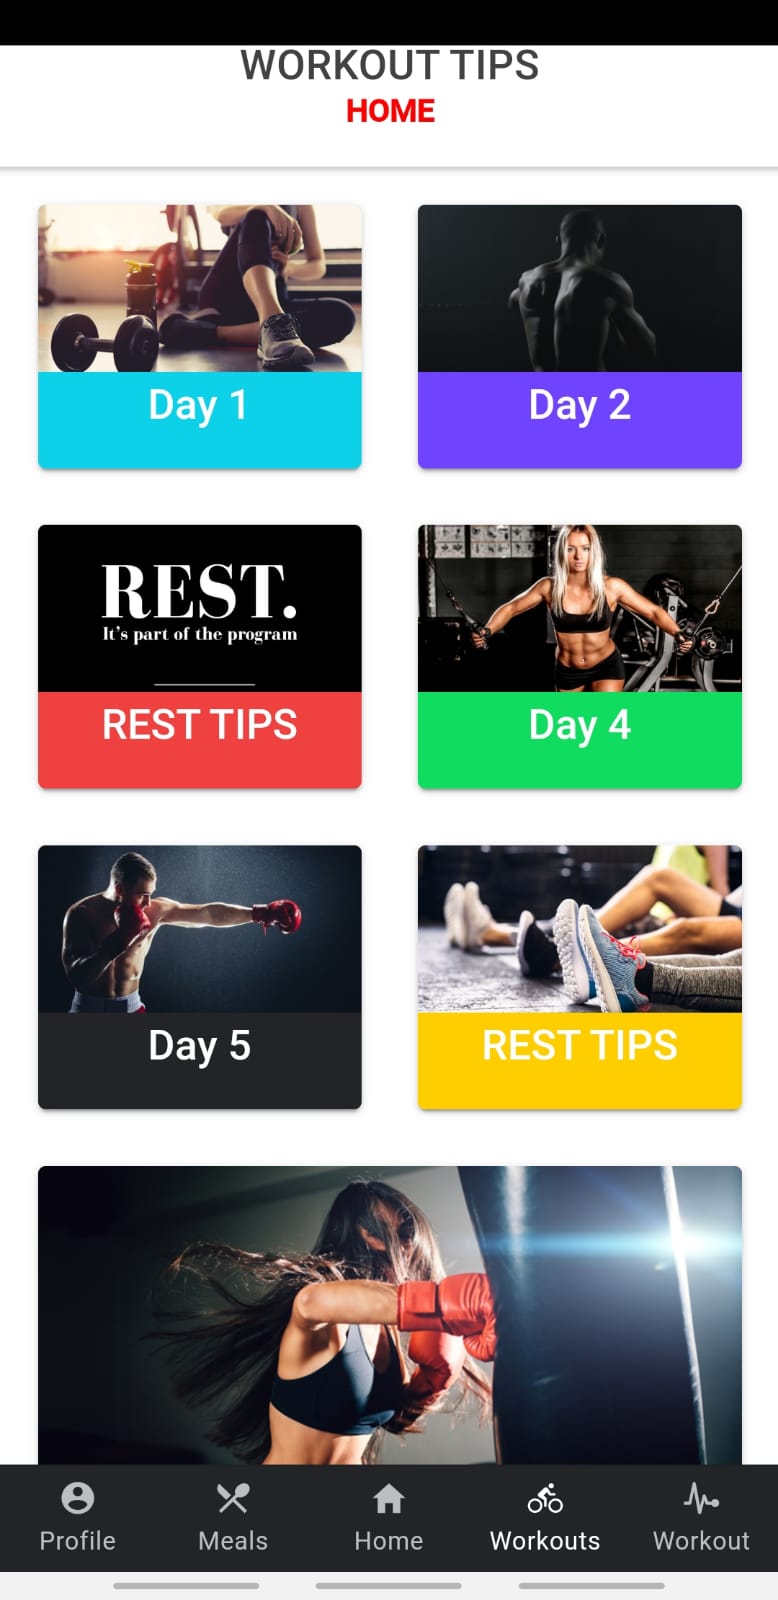 WORKOUT TIPS
HOME
Day 1
Day 2
REST.
It's part of the program
REST TIPS
Day 4
Day 5
REST TIPS
Profile
Meals
Home
Workouts
Workout